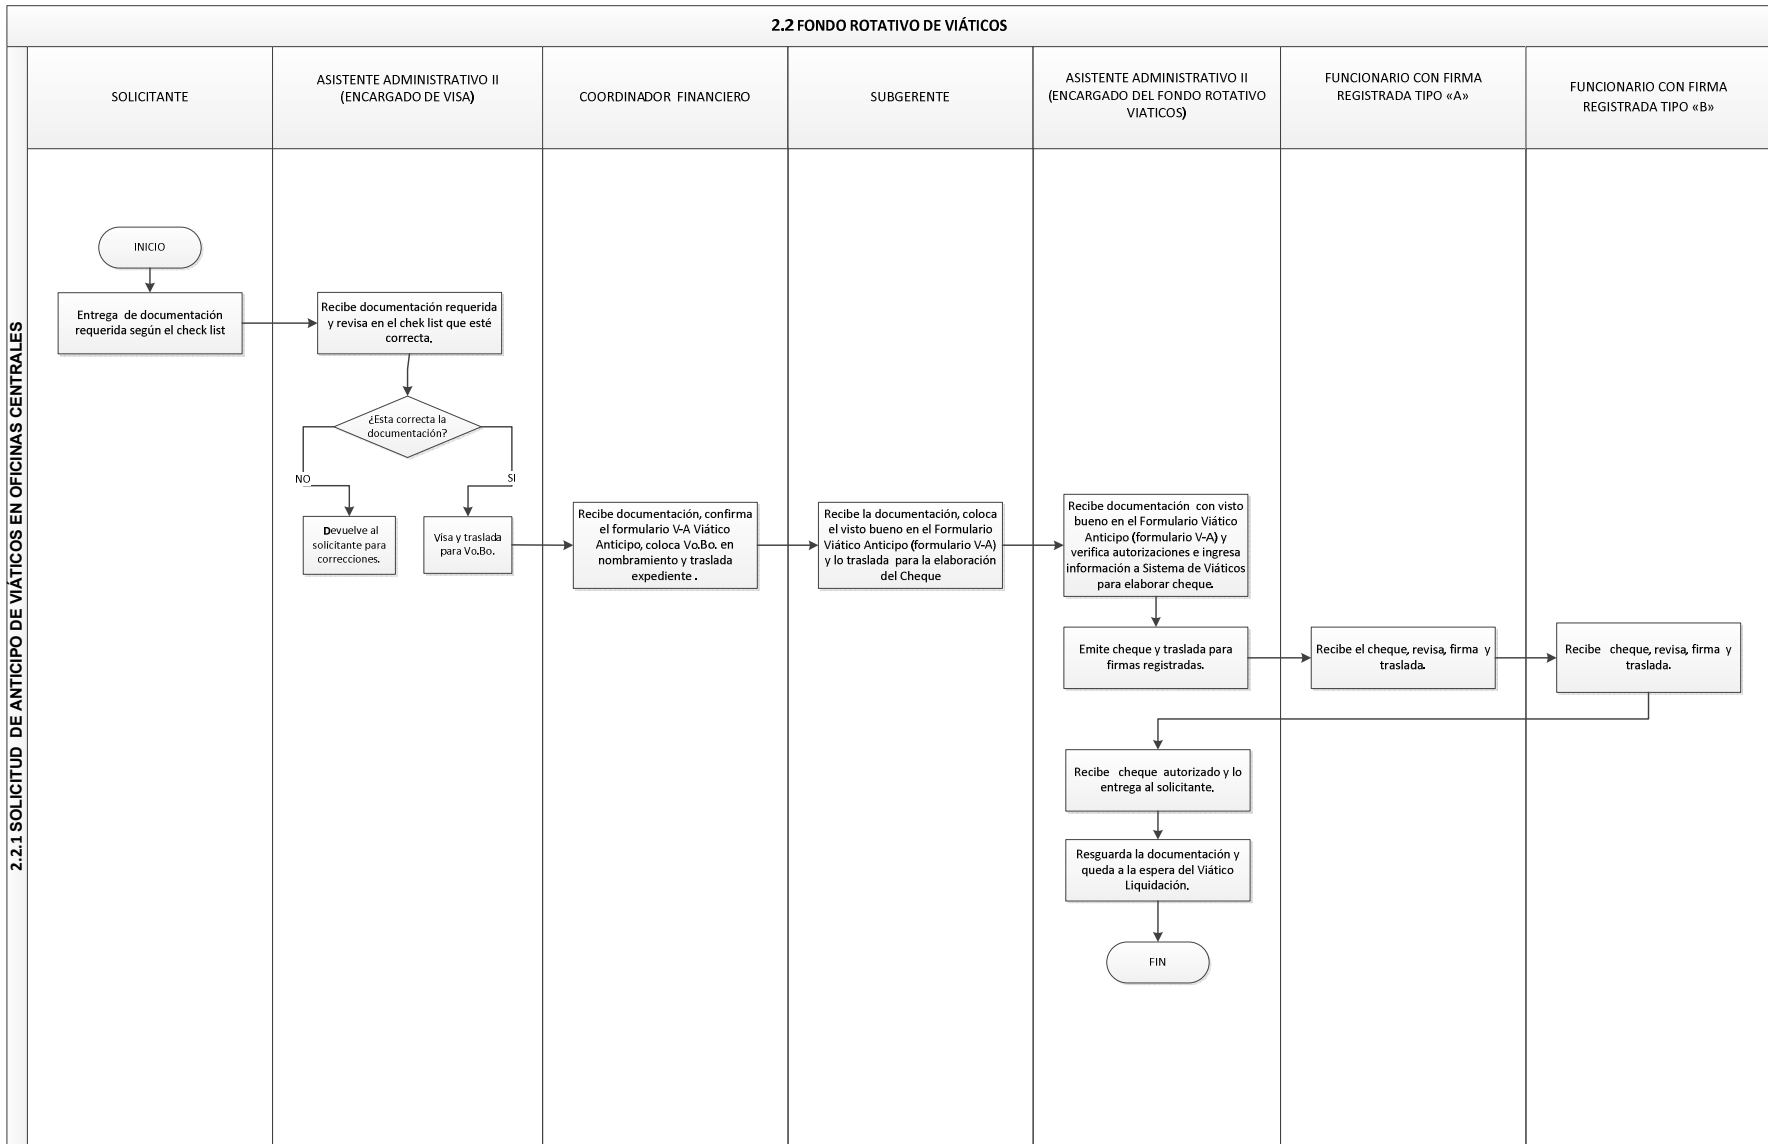 2.2 FONDO ROTATIVO DE VIÁTICOS
2.2.1 SOLICITUD DE ANTICIPO DE VIÁTICOS EN OFICINAS CENTRALES
SOLICITANTE
ASISTENTE ADMINISTRATIVO II
(ENCARGADO DE VISA)
COORDINADOR FINANCIERO
SUBGERENTE
ASISTENTE ADMINISTRATIVO II
(ENCARGADO DEL FONDO ROTATIVO
VIATICOS)
FUNCIONARIO CON FIRMA
REGISTRADA TIPO «A»
FUNCIONARIO CON FIRMA
REGISTRADA TIPO «B»
INICIO
Entrega de documentación
requerida según el check list
Recibe documentación requerida
y revisa en el chek list que esté
correcta.
¿Esta correcta la
documentación?
NO
SI
Devuelve al
solicitante para
correcciones.
Visa y traslada
para Vo.Bo.
Recibe documentación, confirma
el formulario V-A Viático
Anticipo, coloca Vo.Bo. en
nombramiento y traslada
expediente .
Recibe la documentación, coloca
el visto bueno en el Formulario
Viático Anticipo (formulario V-A)
y lo traslada para la elaboración
del Cheque
Recibe documentación con visto
bueno en el Formulario Viático
Anticipo (formulario V-A) y
verifica autorizaciones e ingresa
información a Sistema de Viáticos
para elaborar cheque.
Emite cheque y traslada para
firmas registradas.
Recibe el cheque, revisa, firma y
traslada.
Recibe cheque, revisa, firma y
traslada.
Recibe cheque autorizado y lo
entrega al solicitante.
Resguarda la documentación y
queda a la espera del Viático
Liquidación.
FIN